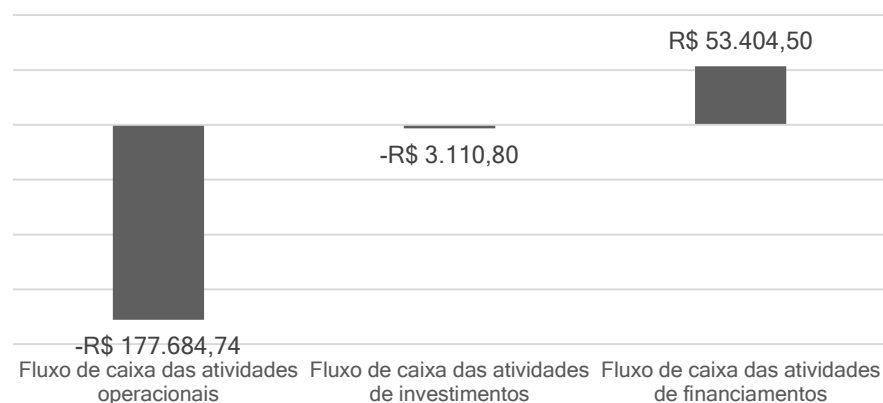 R$ 53.404,50
-R$ 3.110,80
-R$ 177.684,74
Fluxo de caixa das atividades
operacionais
Fluxo de caixa das atividades
de investimentos
Fluxo de caixa das atividades
de financiamentos